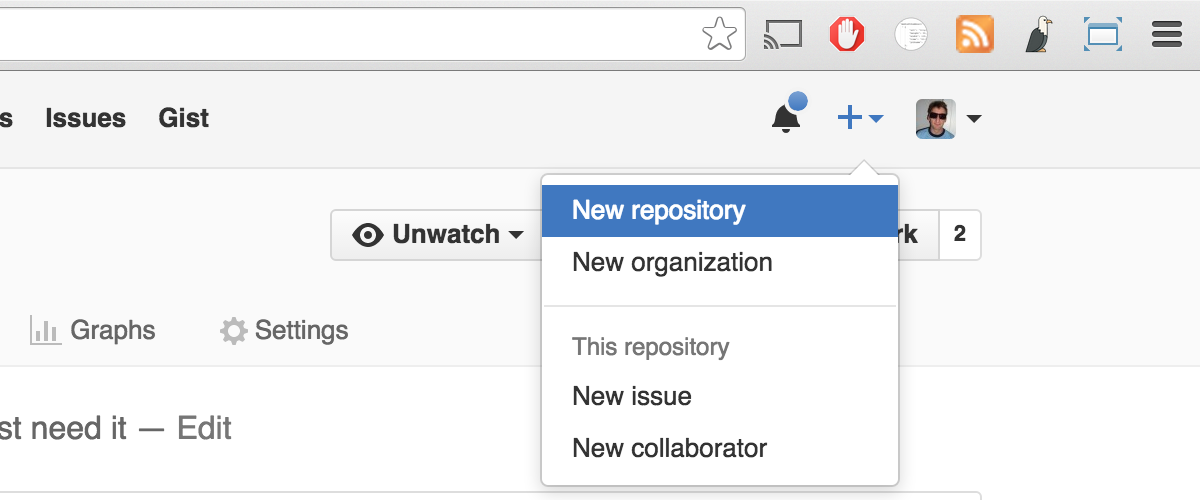 s Issues Gist
Unwatch
rk 2
New repository
New organization
Graphs Settings
This repository
New issue
st need it — Edit
New collaborator